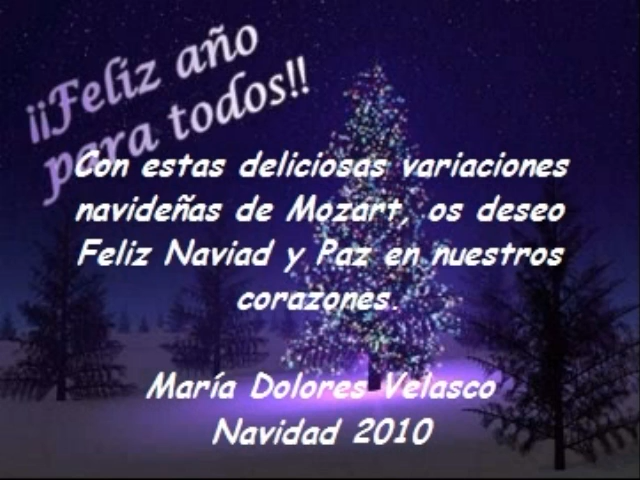 ¡¡Feliz año
para todos!!
Con estas deliciosas variaciones
navideñas de Mozart, os deseo
Feliz Naviad y Paz en nuestros
corazones.
María Dolores Velasco
Navidad 2010